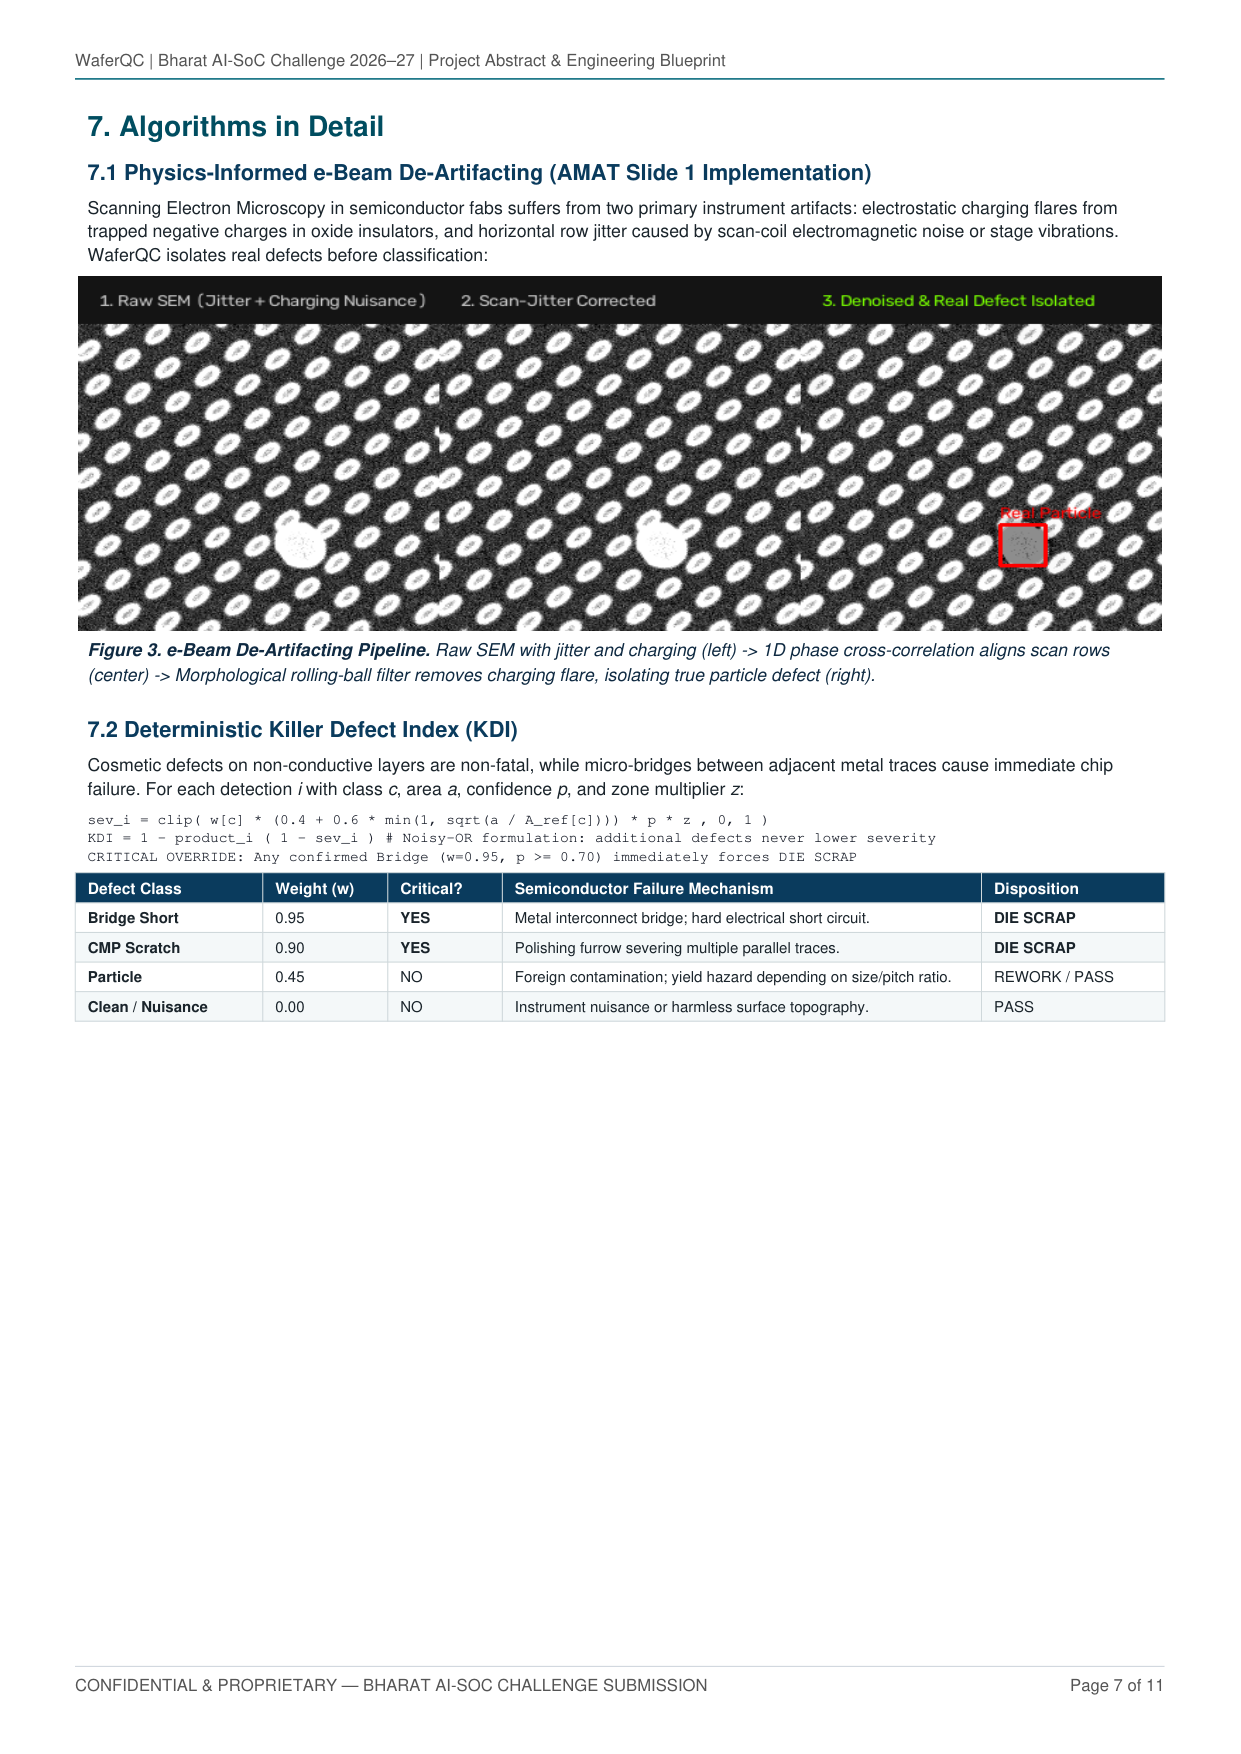 WaferQC | Bharat AI-SoC Challenge 2026–27 | Project Abstract & Engineering Blueprint
7. Algorithms in Detail
7.1 Physics-Informed e-Beam De-Artifacting (AMAT Slide 1 Implementation)
Scanning Electron Microscopy in semiconductor fabs suffers from two primary instrument artifacts: electrostatic charging flares from
trapped negative charges in oxide insulators, and horizontal row jitter caused by scan-coil electromagnetic noise or stage vibrations.
WaferQC isolates real defects before classification:
1. Raw SEM (Jitter + Charging Nuisance) 2. Scan-Jitter Corrected 3. Denoised & Real Defect Isolated
Real Particle
Figure 3. e-Beam De-Artifacting Pipeline. Raw SEM with jitter and charging (left) -> 1D phase cross-correlation aligns scan rows
(center) -> Morphological rolling-ball filter removes charging flare, isolating true particle defect (right).
7.2 Deterministic Killer Defect Index (KDI)
Cosmetic defects on non-conductive layers are non-fatal, while micro-bridges between adjacent metal traces cause immediate chip
failure. For each detection i with class c, area a, confidence p, and zone multiplier z:
sev_i = clip( w[c] * (0.4 + 0.6 * min(1, sqrt(a / A_ref[c]))) * p * z , 0, 1 )
KDI = 1 - product_i ( 1 - sev_i ) # Noisy-OR formulation: additional defects never lower severity
CRITICAL OVERRIDE: Any confirmed Bridge (w=0.95, p >= 0.70) immediately forces DIE SCRAP
Defect Class Weight (w) Critical? Semiconductor Failure Mechanism Disposition
Bridge Short 0.95 YES Metal interconnect bridge; hard electrical short circuit. DIE SCRAP
CMP Scratch 0.90 YES Polishing furrow severing multiple parallel traces. DIE SCRAP
Particle 0.45 NO Foreign contamination; yield hazard depending on size/pitch ratio. REWORK / PASS
Clean / Nuisance 0.00 NO Instrument nuisance or harmless surface topography. PASS
CONFIDENTIAL & PROPRIETARY — BHARAT AI-SOC CHALLENGE SUBMISSION Page 7 of 11